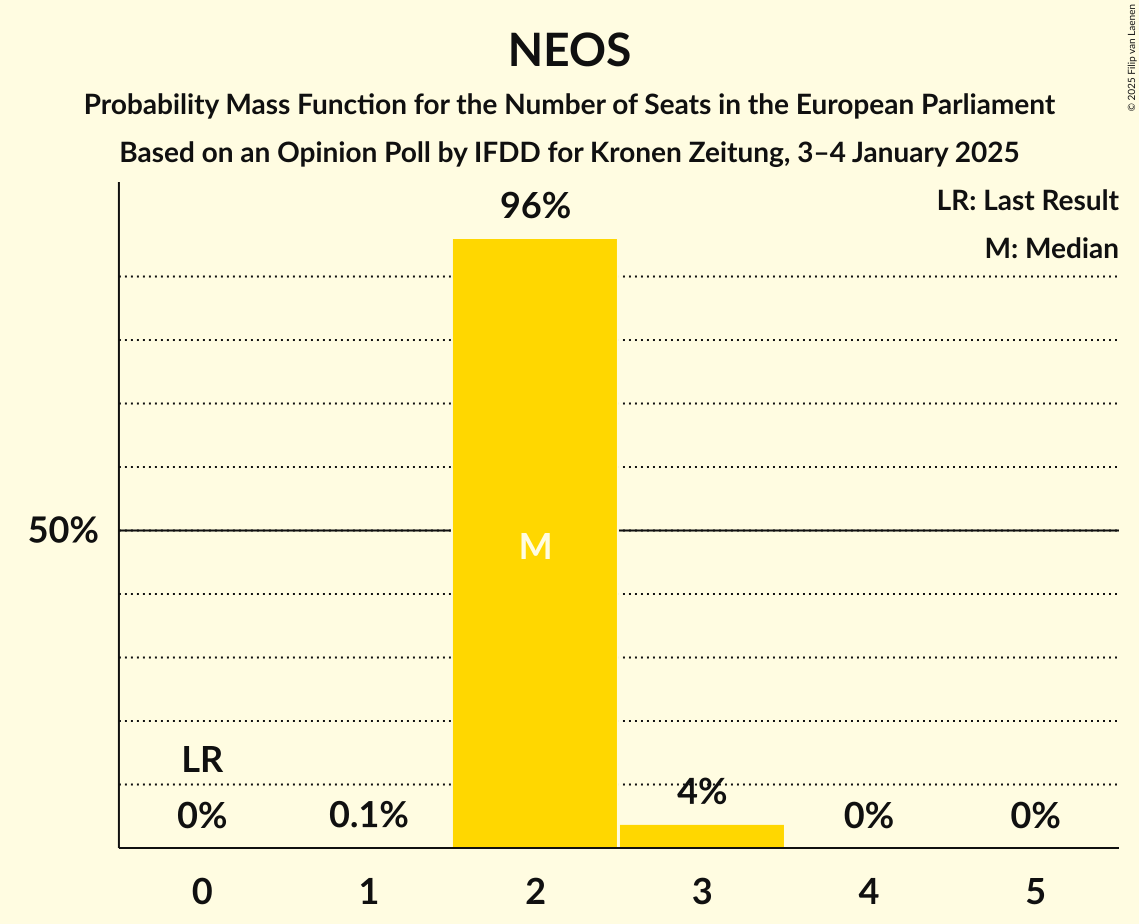 NEOS
Probability Mass Function for the Number of Seats in the European Parliament
Based on an Opinion Poll by IFDD for Kronen Zeitung, 3–4 January 2025
© 2025 Filip van Laenen
LR: Last Result
M: Median
96%
50%
M
LR
0%
0.1%
4%
0%
0%
0
1
2
3
4
5